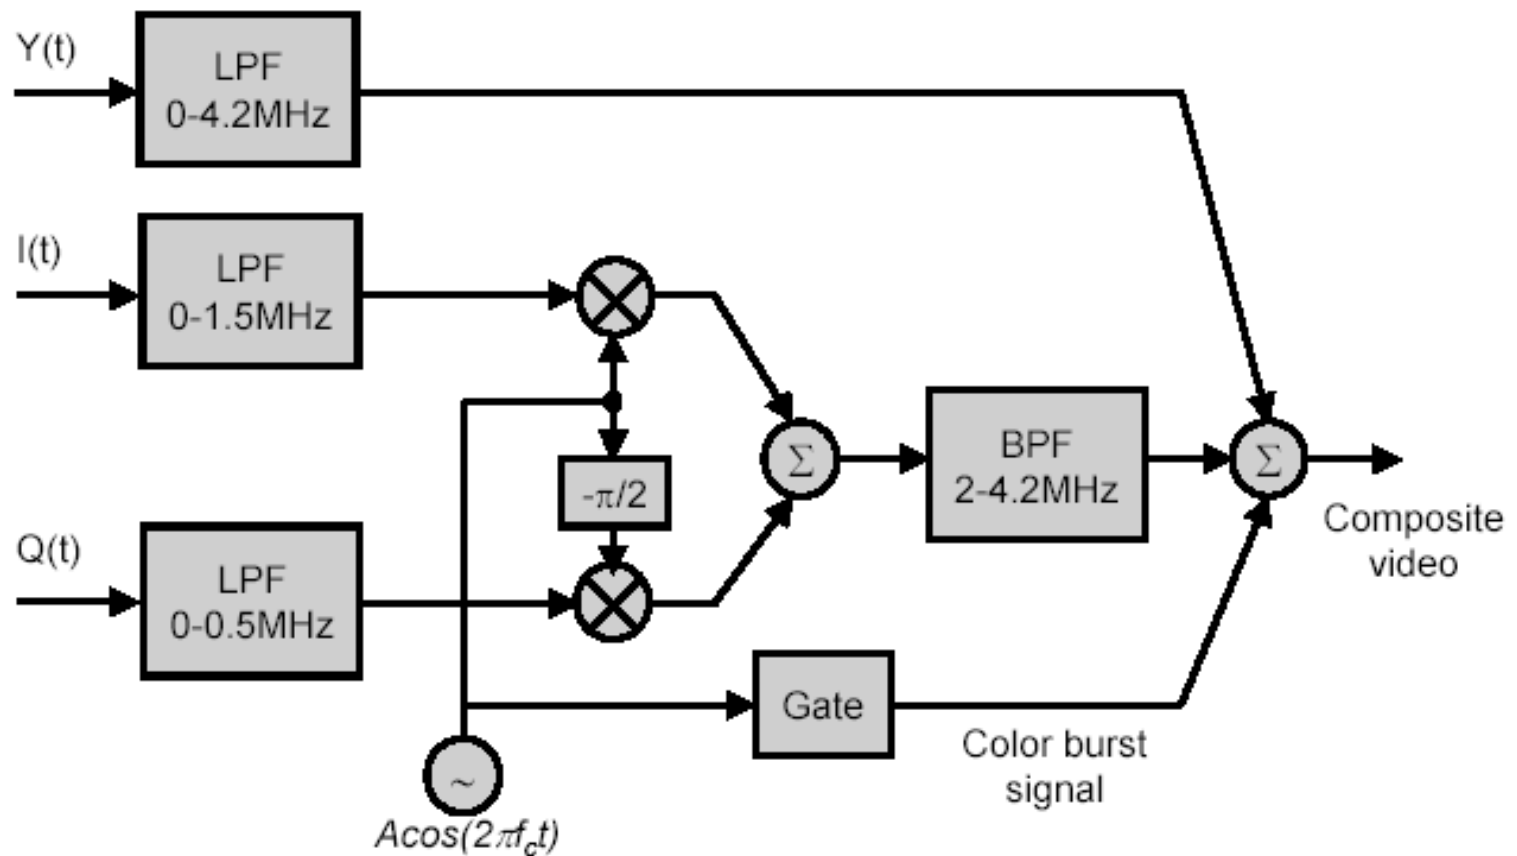 Y(t)
LPF
0-4.2MHz
I(t)
LPF
0-1.5MHz
Q(t)
LPF
0-0.5MHz
-π/2
Σ
BPF
2-4.2MHz
Σ
Composite
video
Gate
Color burst
signal
~
Acos(2πf_ct)